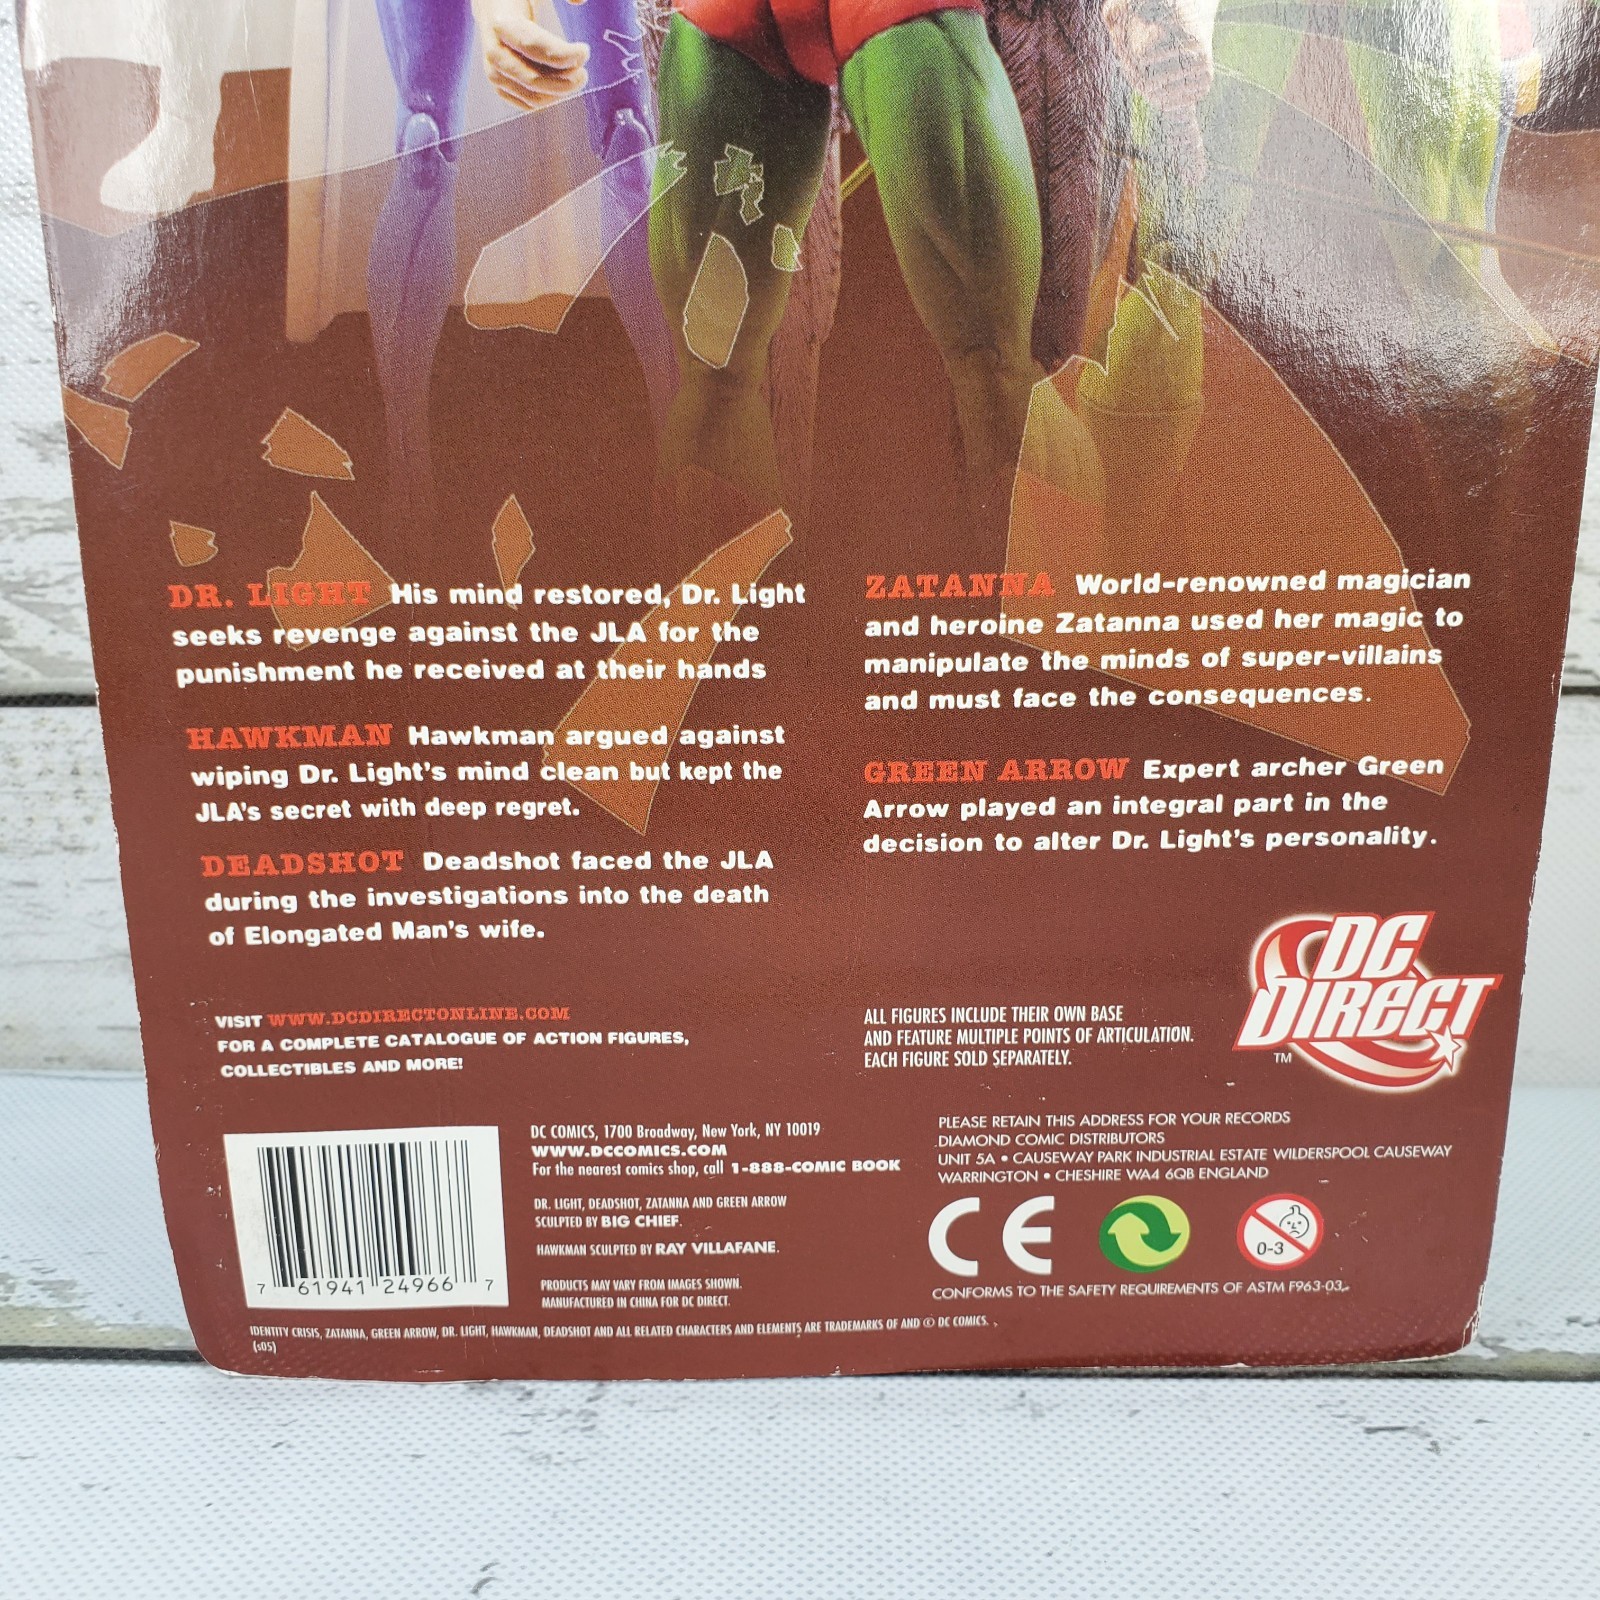 DR. LIGHT His mind restored, Dr. Light
seeks revenge against the JLA for the
punishment he received at their hands
HAWKMAN Hawkman argued against
wiping Dr. Light's mind clean but kept the
JLA's secret with deep regret.
DEADSHOT Deadshot faced the JLA
during the investigations into the death
of Elongated Man's wife.
ZATANNA World-renowned magician
and heroine Zatanna used her magic to
manipulate the minds of super-villains
and must face the consequences.
GREEN ARROW Expert archer Green
Arrow played an integral part in the
decision to alter Dr. Light's personality.
VISIT WWW.DCDIRECTONLINE.COM
FOR A COMPLETE CATALOGUE OF ACTION FIGURES,
COLLECTIBLES AND MORE!
ALL FIGURES INCLUDE THEIR OWN BASE
AND FEATURE MULTIPLE POINTS OF ARTICULATION.
EACH FIGURE SOLD SEPARATELY.
DC
DIRECT
TM
7 61941 24966 7
DC COMICS, 1700 Broadway, New York, NY 10019
WWW.DCCOMICS.COM
For the nearest comics shop, call 1-888-COMIC BOOK
DR. LIGHT, DEADSHOT, ZATANNA AND GREEN ARROW
SCULPTED BY BIG CHIEF.
HAWKMAN SCULPTED BY RAY VILLAFANE.
PRODUCTS MAY VARY FROM IMAGES SHOWN.
MANUFACTURED IN CHINA FOR DC DIRECT.
PLEASE RETAIN THIS ADDRESS FOR YOUR RECORDS
DIAMOND COMIC DISTRIBUTORS
UNIT 5A • CAUSEWAY PARK INDUSTRIAL ESTATE WILDERSPOOL CAUSEWAY
WARRINGTON • CHESHIRE WA4 6QB ENGLAND
CE
0-3
CONFORMS TO THE SAFETY REQUIREMENTS OF ASTM F963-03.
IDENTITY CRISIS, ZATANNA, GREEN ARROW, DR. LIGHT, HAWKMAN, DEADSHOT AND ALL RELATED CHARACTERS AND ELEMENTS ARE TRADEMARKS OF AND © DC COMICS.
(s05)